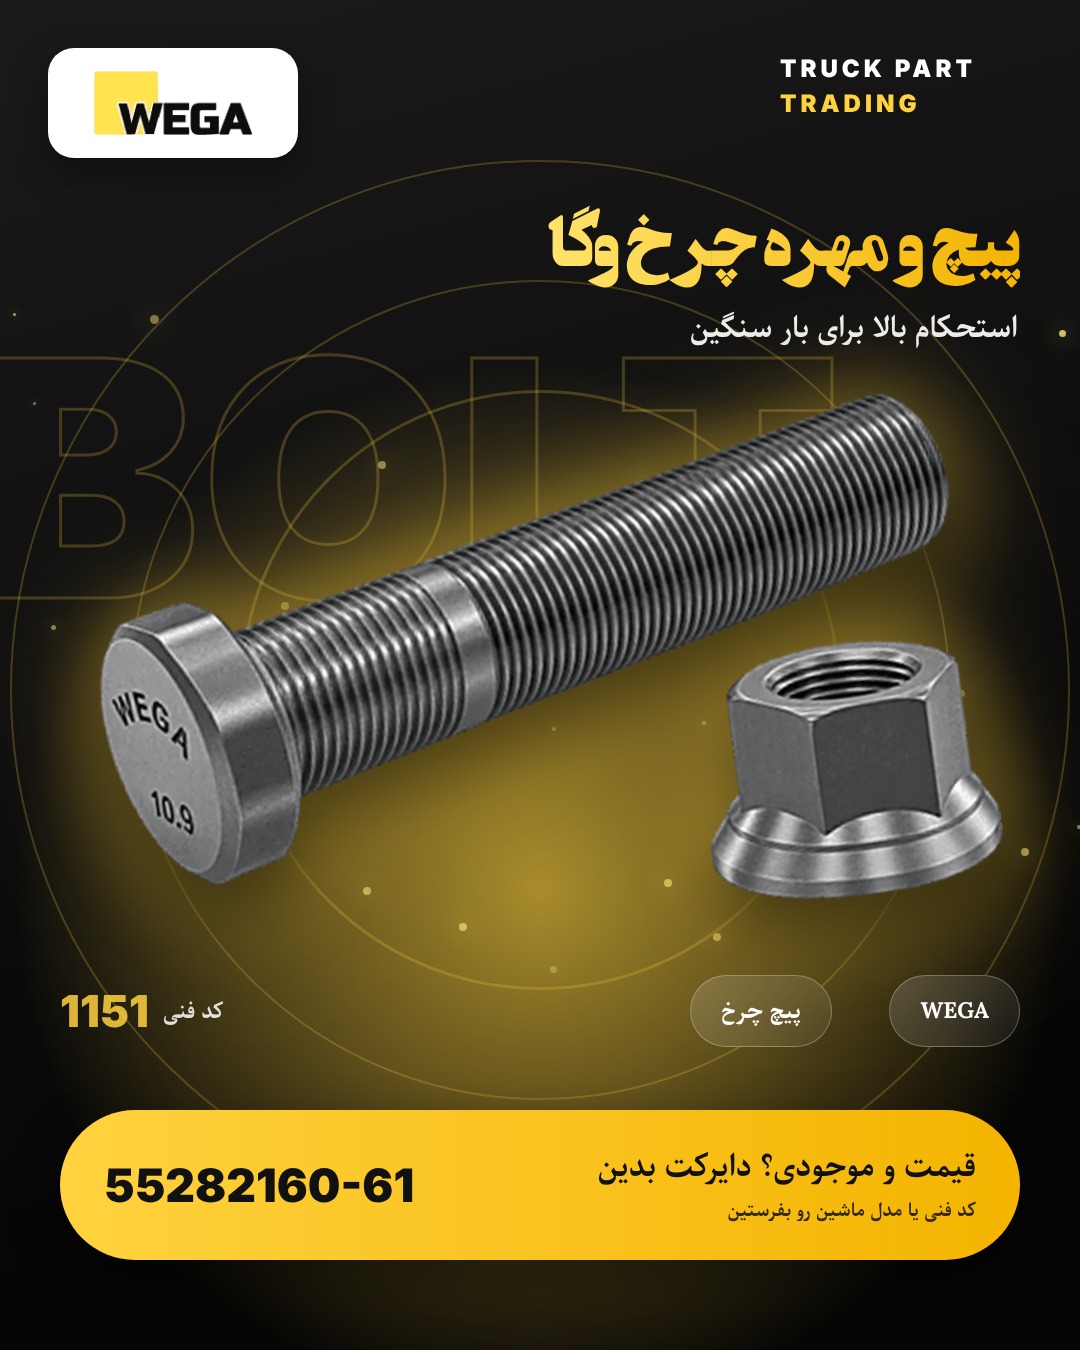 WEGA
TRUCK PART
TRADING
پیچ و مهره چرخ وگا
استحکام بالا برای بار سنگین
BOLT
WEGA
10.9
WEGA
پیچ چرخ
کد فنی 1151
قیمت و موجودی؟ دایرکت بدین
کد فنی یا مدل ماشین رو بفرستین
55282160-61